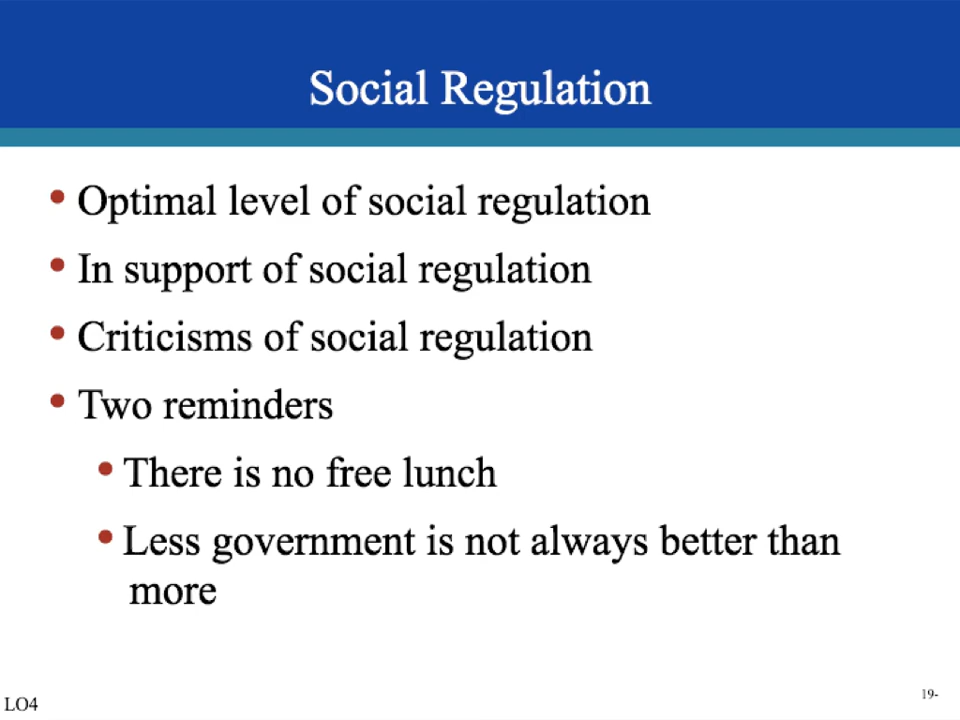 Social Regulation
• Optimal level of social regulation
• In support of social regulation
• Criticisms of social regulation
• Two reminders
• There is no free lunch
• Less government is not always better than
more
LO4
19-